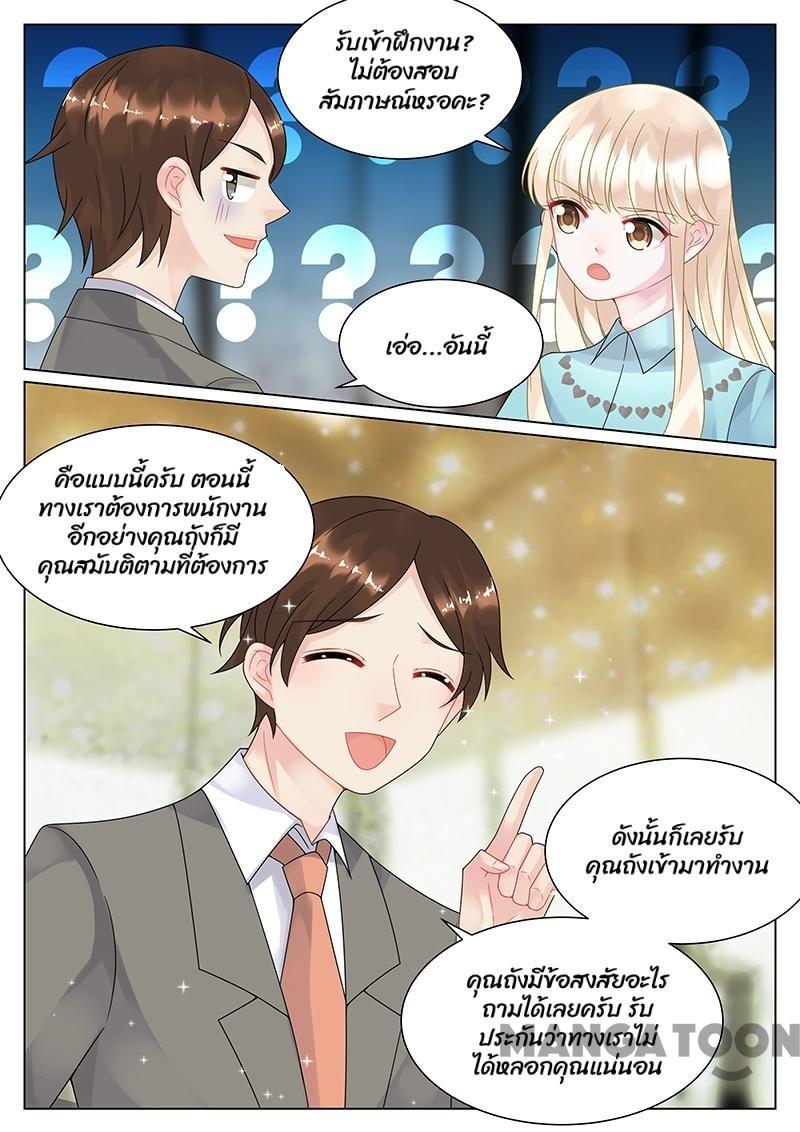 รับเข้าฝึกงาน?
ไม่ต้องสอบ
สัมภาษณ์หรอคะ?
เอ่อ...อันนี้
คือแบบนี้ครับ ตอนนี้
ทางเราต้องการพนักงาน
อีกอย่างคุณถังก็มี
คุณสมบัติตามที่ต้องการ
ดังนั้นก็เลยรับ
คุณถังเข้ามาทำงาน
คุณถังมีข้อสงสัยอะไร
ถามได้เลยครับ รับ
ประกันว่าทางเราไม่
ได้หลอกคุณแน่นอน
MANGATOON